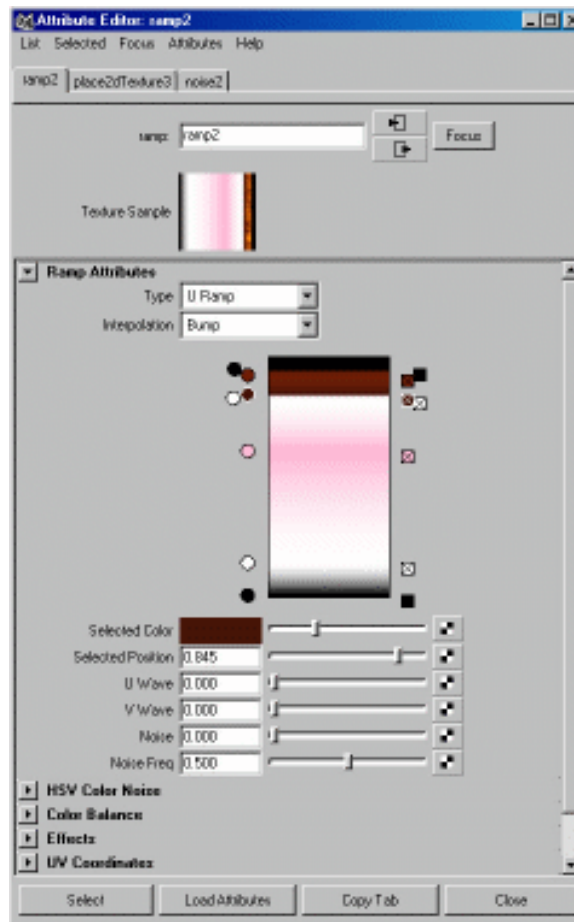 Attribute Editor: ramp2
List Selected Focus Attributes Help
ramp2 place2dTexture3 noise2
ramp: ramp2 Focus
Texture Sample
Ramp Attributes
Type U Ramp
Interpolation Bump
Selected Color
Selected Position 0.845
U Wave 0.000
V Wave 0.000
Noise 0.000
Noise Freq 0.500
HSV Color Noise
Color Balance
Effects
UV Coordinates
Select Load Attributes Copy Tab Close